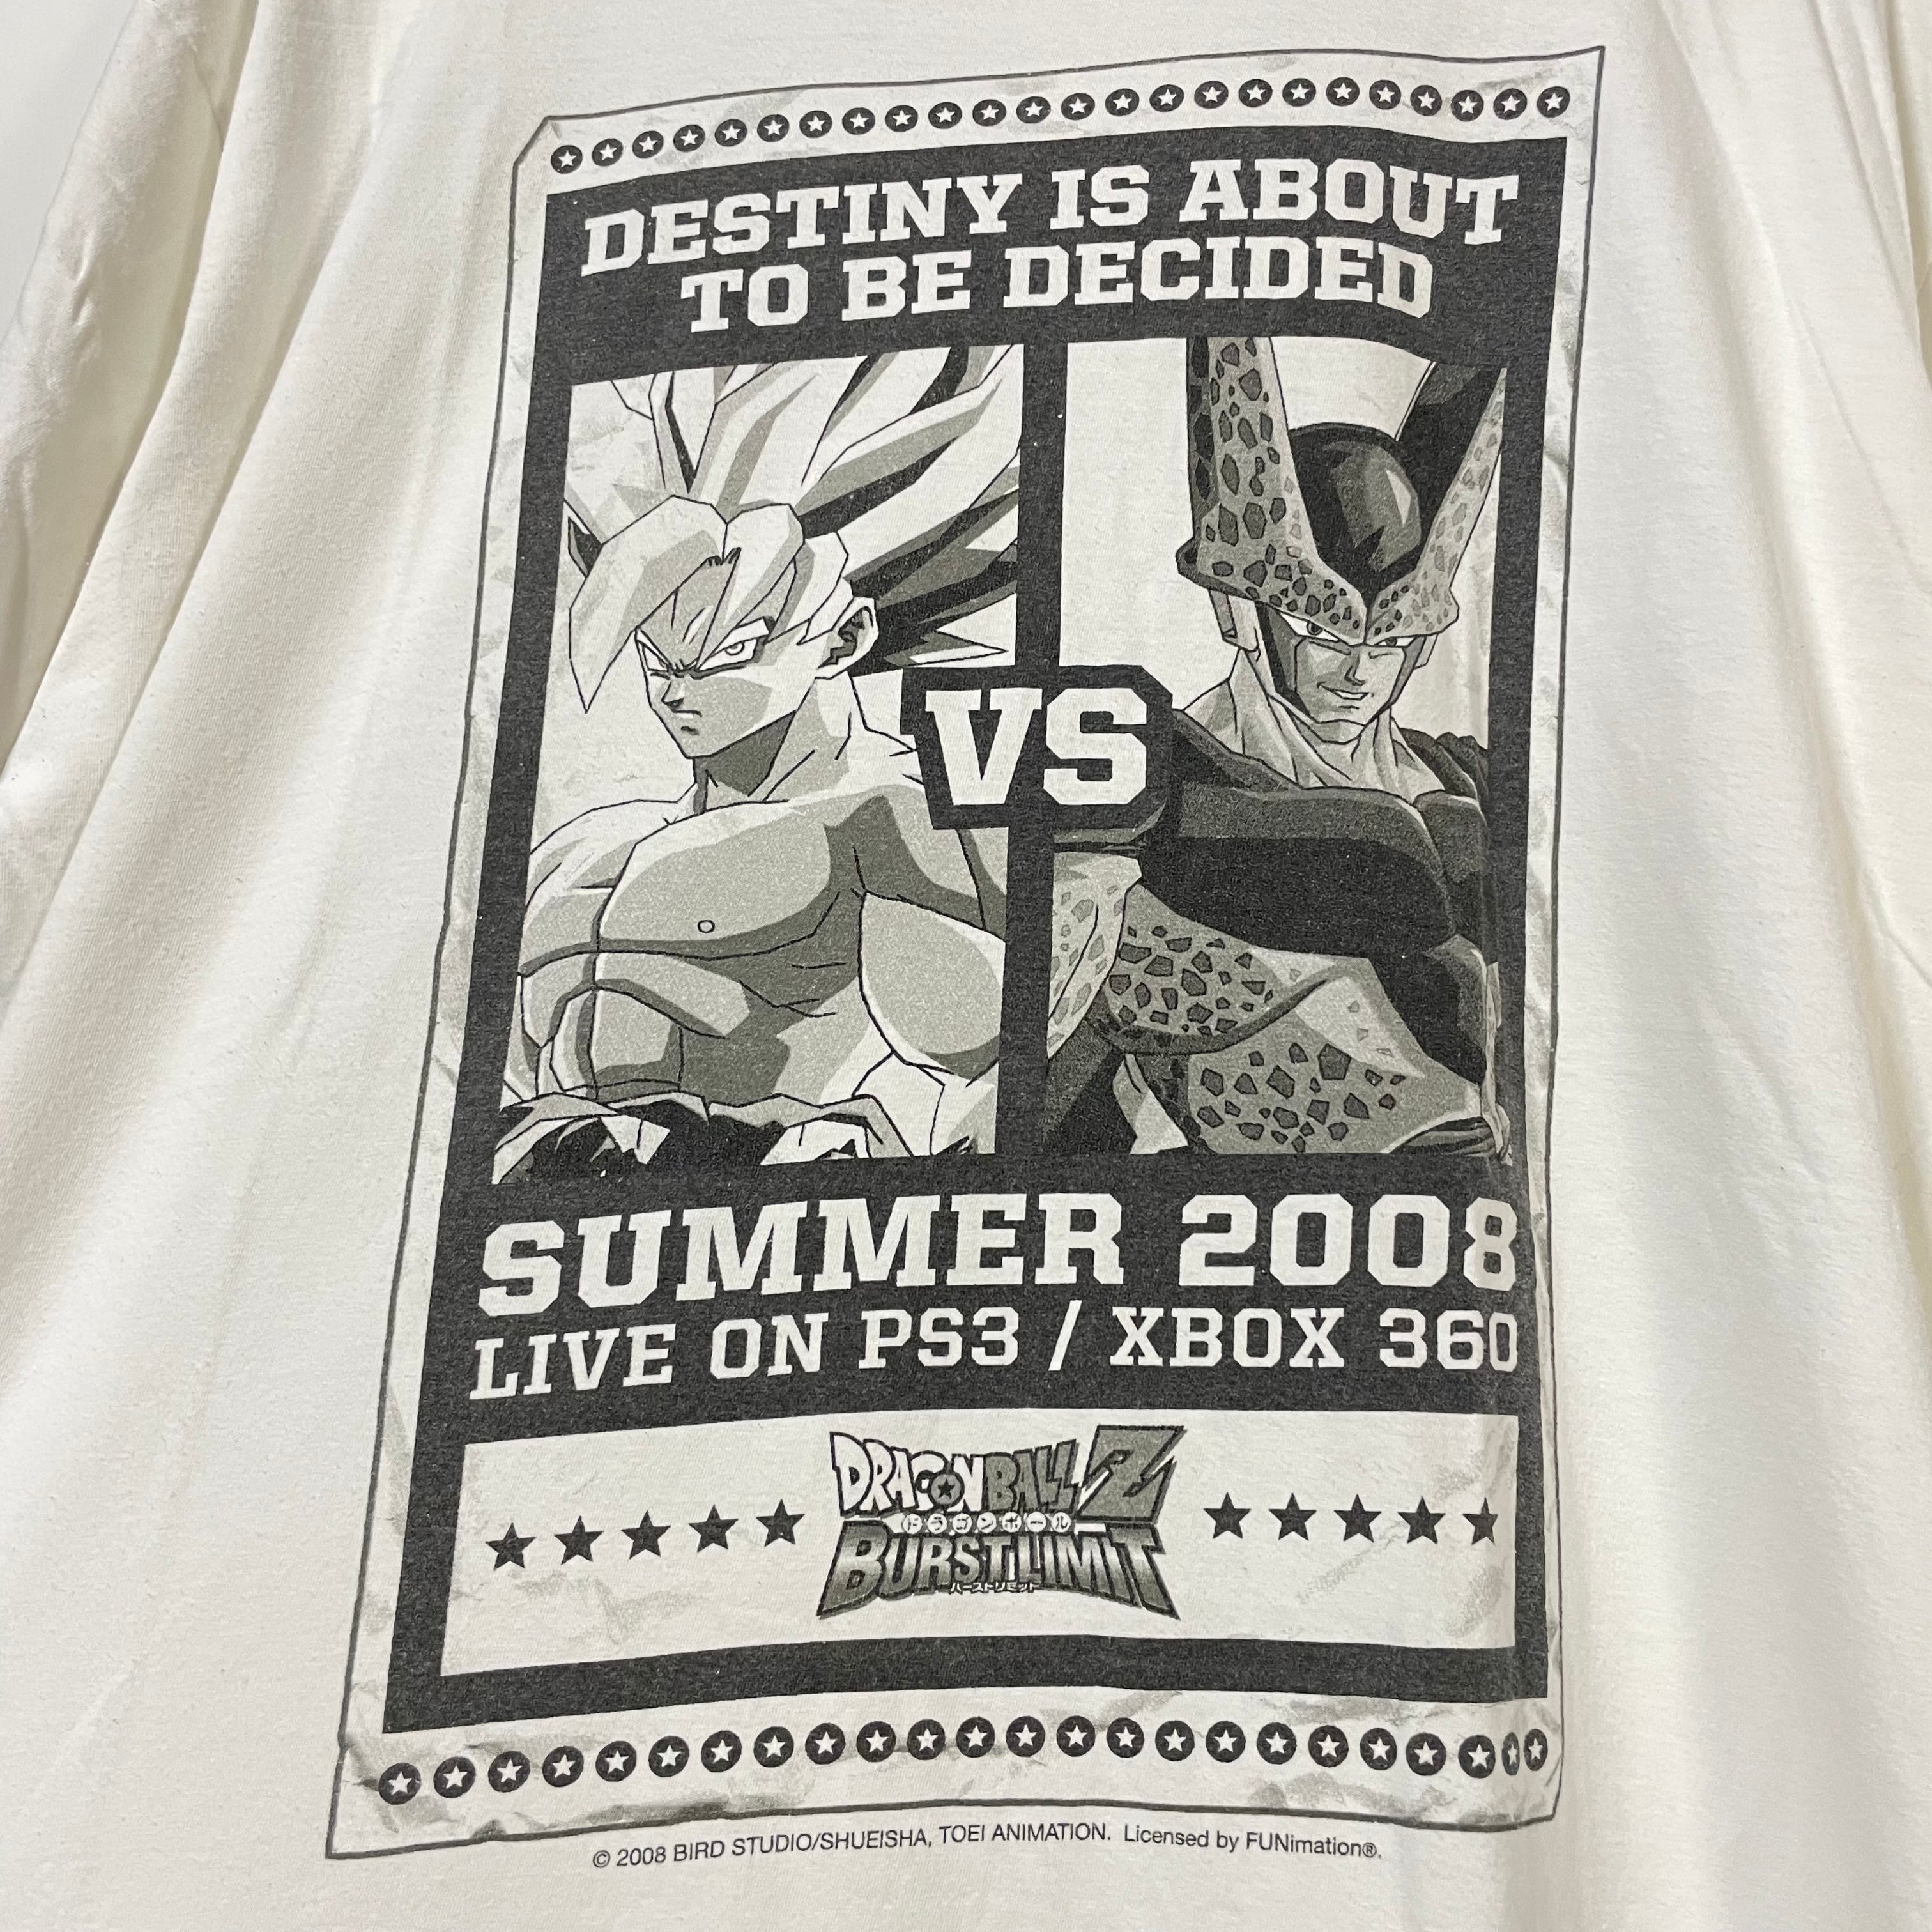 DESTINY IS ABOUT
TO BE DECIDED
VS
SUMMER 2008
LIVE ON PS3 / XBOX 360
DRAGON BALL Z
ドラゴンボール
BURST LIMIT
バーストリミット
© 2008 BIRD STUDIO/SHUEISHA, TOEI ANIMATION. Licensed by FUNimation®.